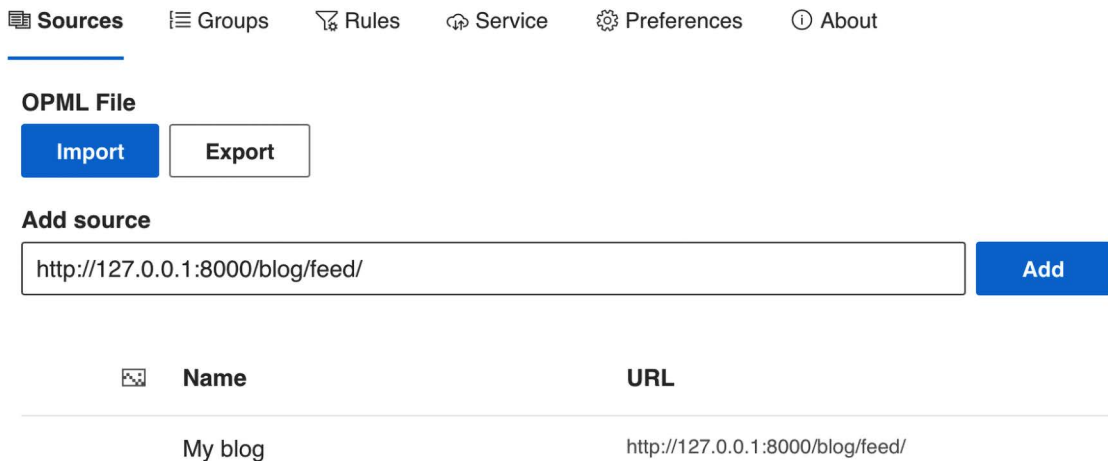 Sources Groups Rules Service Preferences About
OPML File
Import Export
Add source
http://127.0.0.1:8000/blog/feed/ Add
Name URL
My blog http://127.0.0.1:8000/blog/feed/